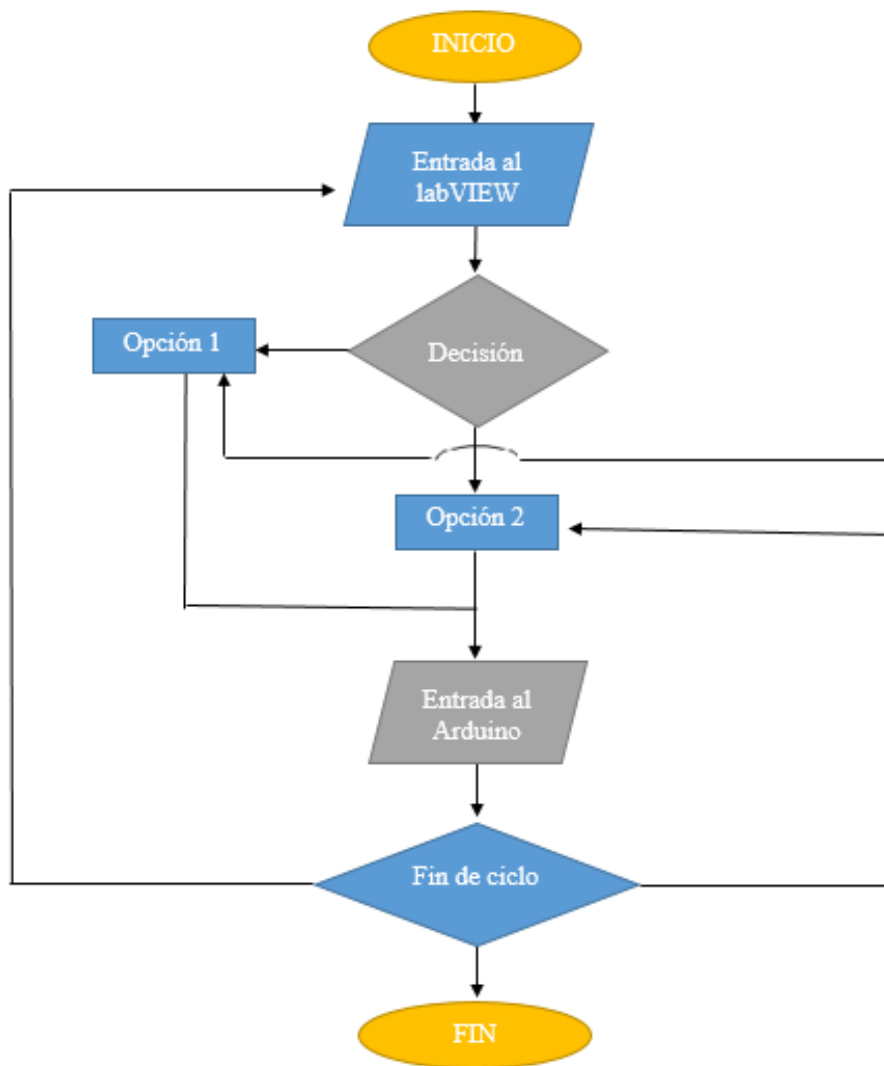 INICIO
Entrada al
labVIEW
Opción 1
Decisión
Opción 2
Entrada al
Arduino
Fin de ciclo
FIN